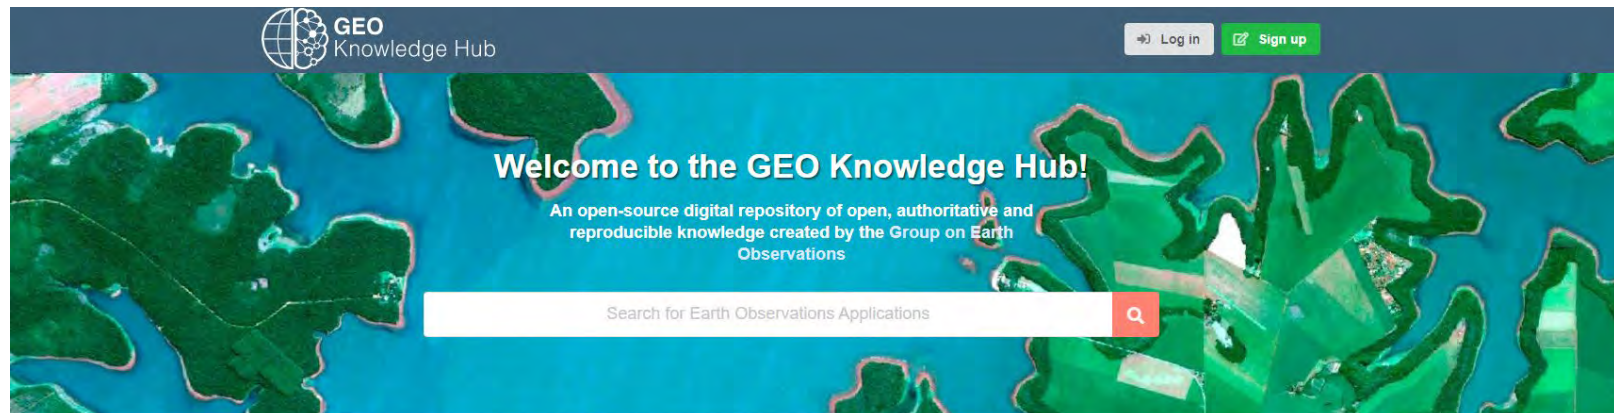 GEO
Knowledge Hub
Log in
Sign up
Welcome to the GEO Knowledge Hub!
An open-source digital repository of open, authoritative and
reproducible knowledge created by the Group on Earth
Observations
Search for Earth Observations Applications